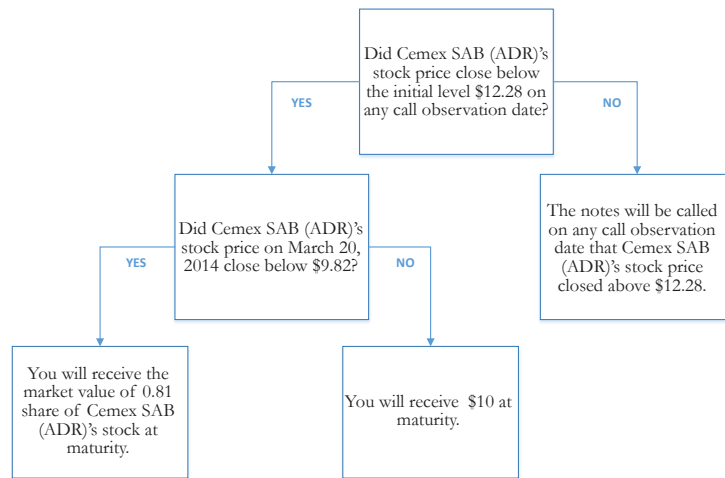 Did Cemex SAB (ADR)'s
stock price close below
the initial level $12.28 on
any call observation date?
YES
NO
Did Cemex SAB (ADR)'s
stock price on March 20,
2014 close below $9.82?
The notes will be called
on any call observation
date that Cemex SAB
(ADR)'s stock price
closed above $12.28.
YES
NO
You will receive the
market value of 0.81
share of Cemex SAB
(ADR)'s stock at
maturity.
You will receive $10 at
maturity.